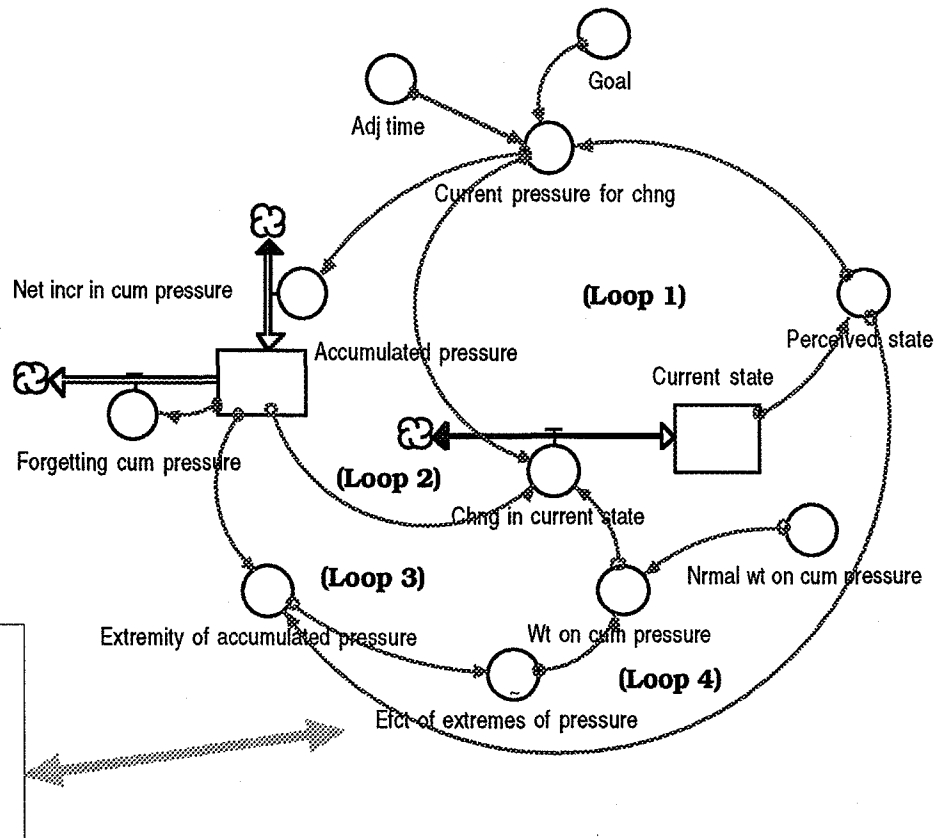 Goal
Adj time
Current pressure for chng
Net incr in cum pressure
(Loop 1)
Perceived state
Accumulated pressure
Current state
Forgetting cum pressure
(Loop 2)
Chng in current state
(Loop 3)
Nrmal wt on cum pressure
Extremity of accumulated pressure
Wt on cum pressure
(Loop 4)
~
Efct of extremes of pressure